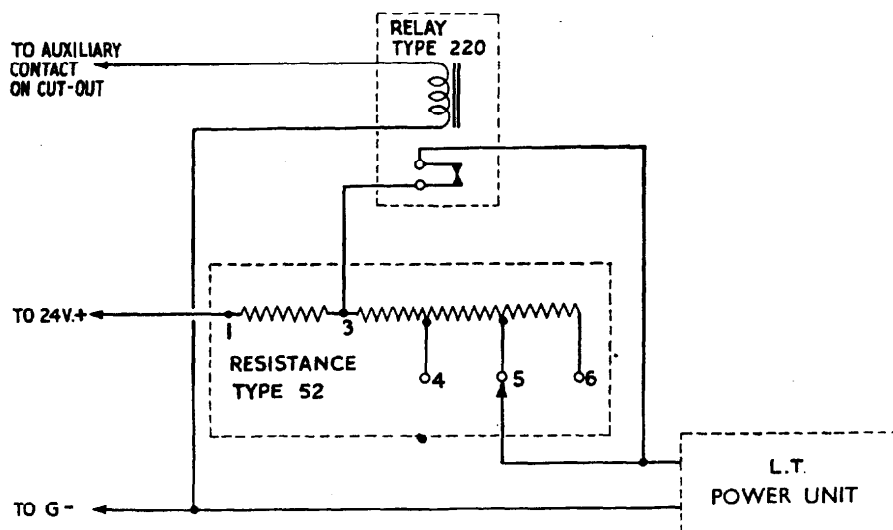 RELAY
TYPE 220
TO AUXILIARY
CONTACT
ON CUT-OUT
TO 24V.+
1
3
4
5
6
RESISTANCE
TYPE 52
L.T.
POWER UNIT
TO G -